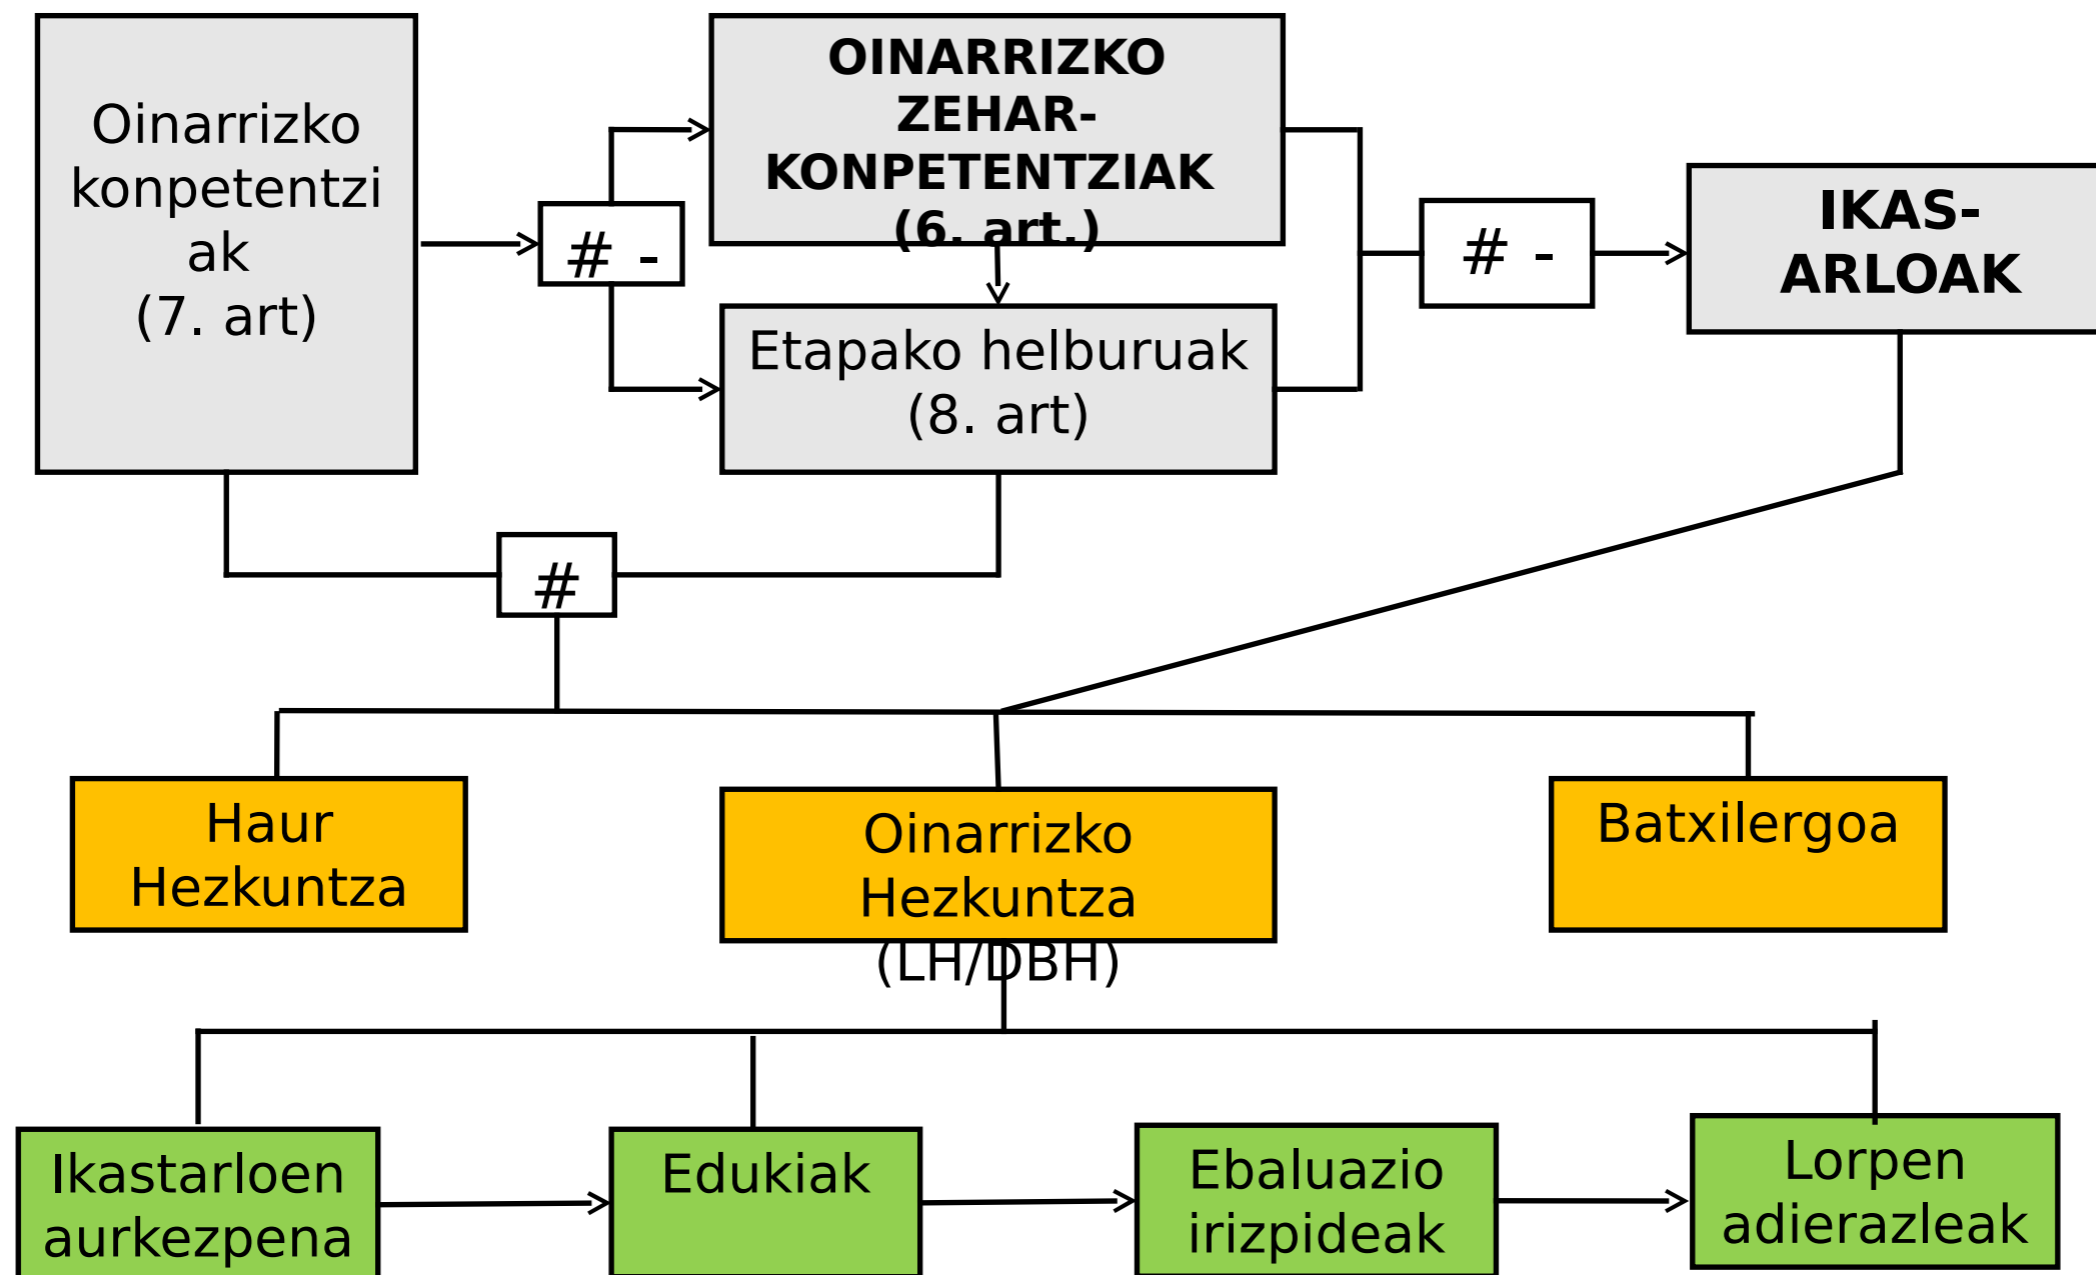 Oinarrizko
konpetentzi
ak
(7. art)
# -
OINARRIZKO
ZEHAR-
KONPETENTZIAK
(6. art.)
Etapako helburuak
(8. art)
# -
IKAS-
ARLOAK
#
Haur
Hezkuntza
Oinarrizko
Hezkuntza
(LH/DBH)
Batxilergoa
Ikastarloen
aurkezpena
Edukiak
Ebaluazio
irizpideak
Lorpen
adierazleak